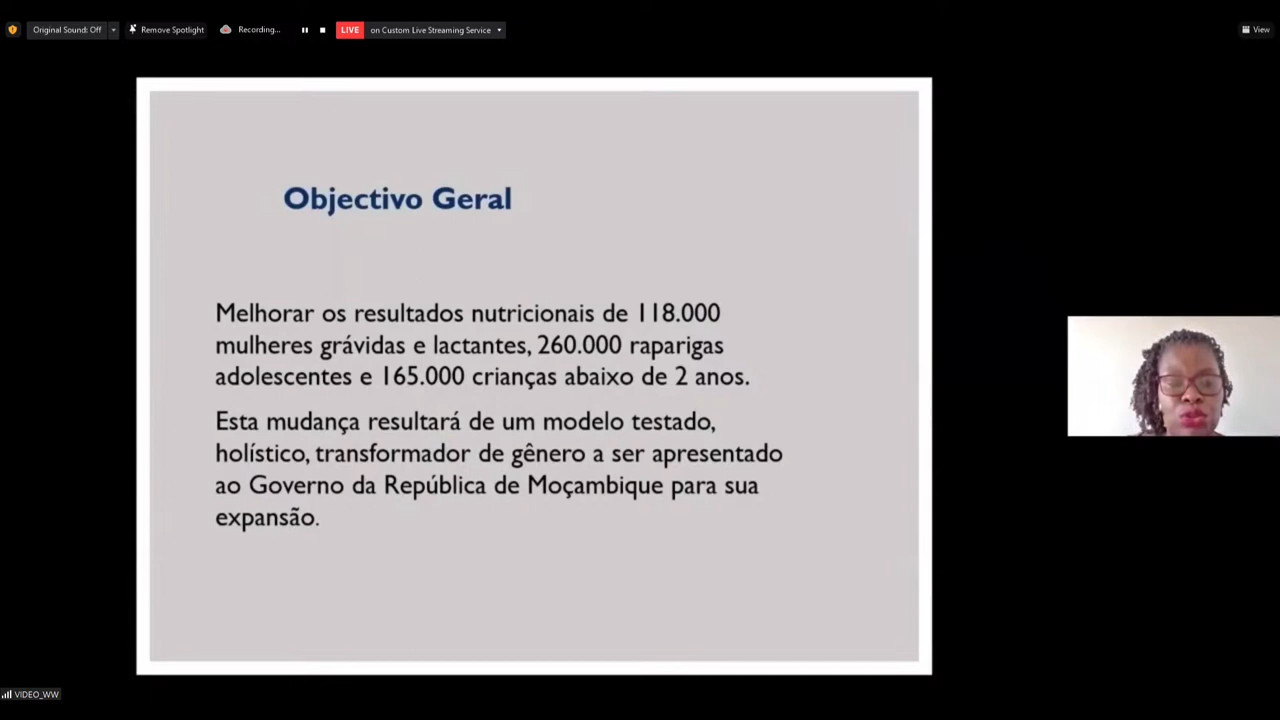 Original Sound: Off
Remove Spotlight
Recording...
LIVE
on Custom Live Streaming Service
View
Objectivo Geral
Melhorar os resultados nutricionais de 118.000
mulheres grávidas e lactantes, 260.000 raparigas
adolescentes e 165.000 crianças abaixo de 2 anos.
Esta mudança resultará de um modelo testado,
holístico, transformador de gênero a ser apresentado
ao Governo da República de Moçambique para sua
expansão.
VIDEO_WW